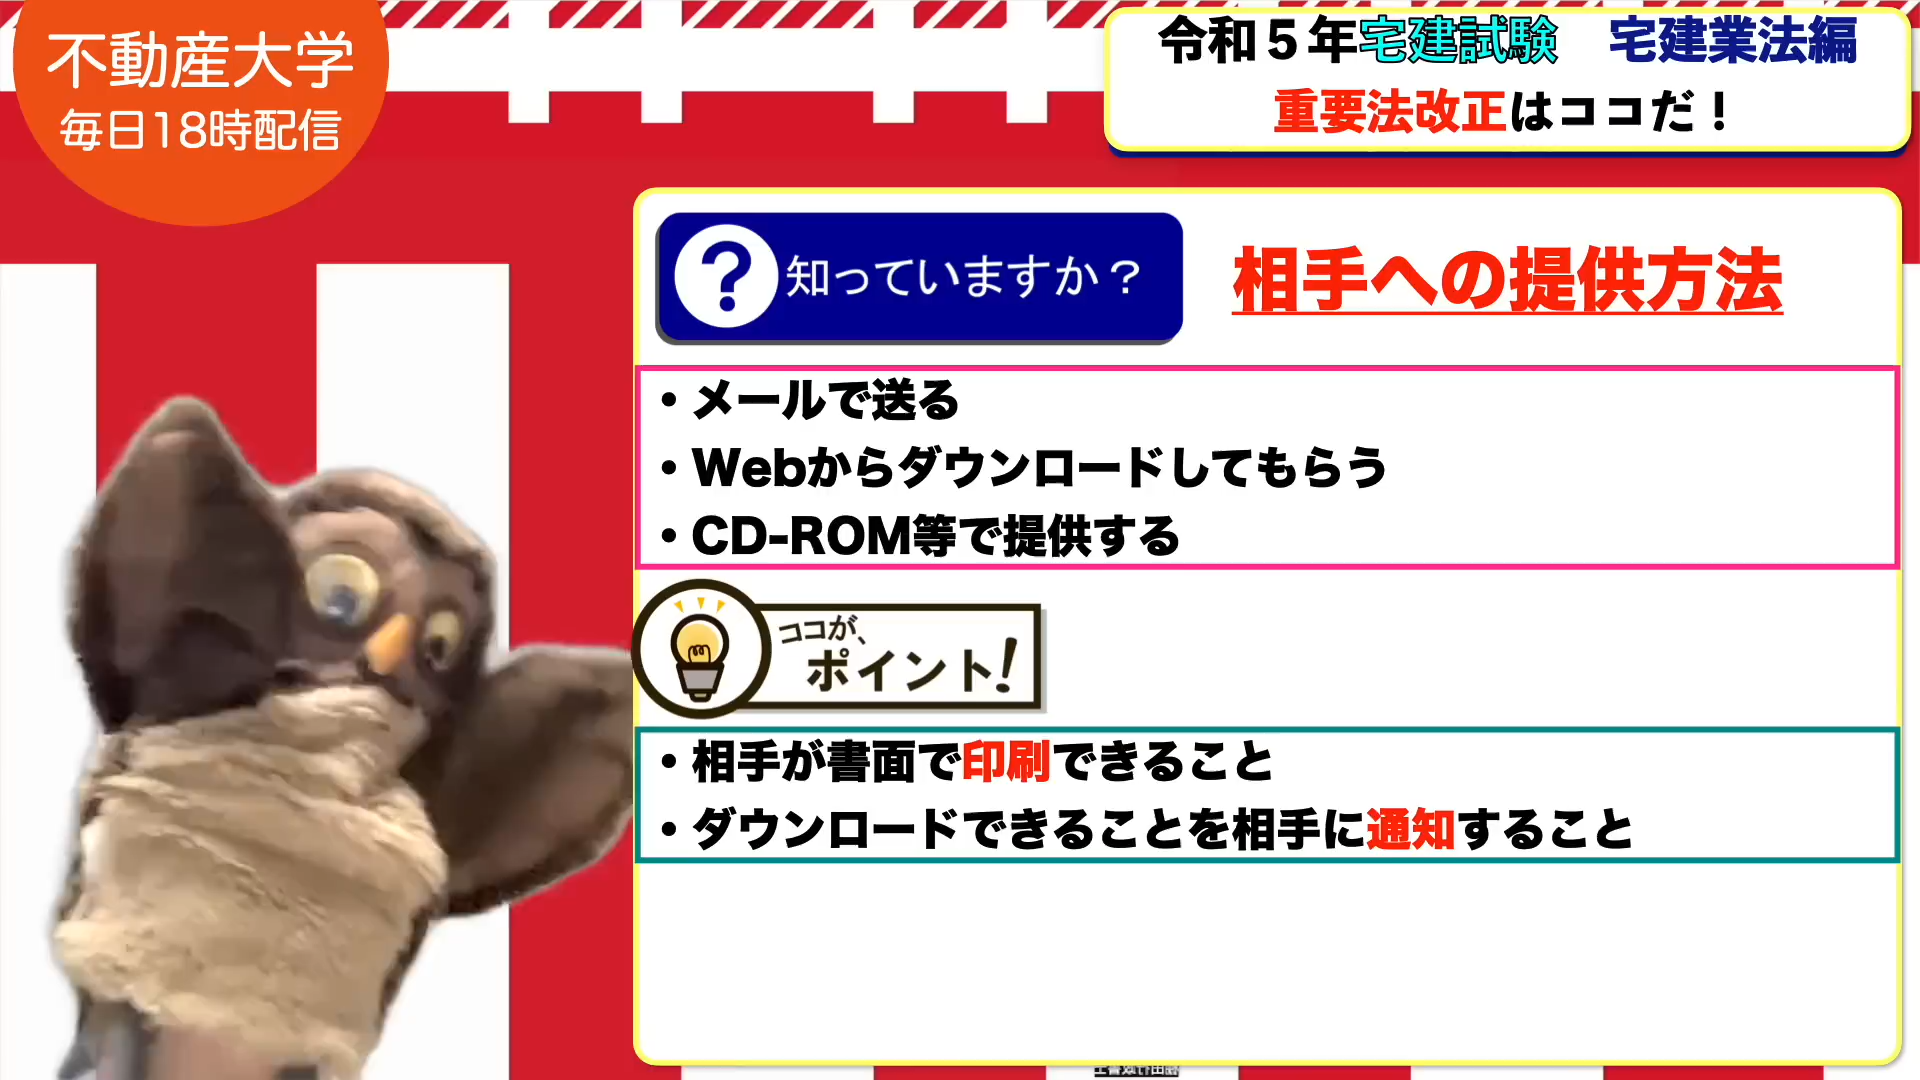 不動産大学
毎日18時配信
令和５年宅建試験　宅建業法編
重要法改正はココだ！
?知っていますか？
相手への提供方法
・メールで送る
・Webからダウンロードしてもらう
・CD-ROM等で提供する
ココが、
ポイント!
・相手が書面で印刷できること
・ダウンロードできることを相手に通知すること